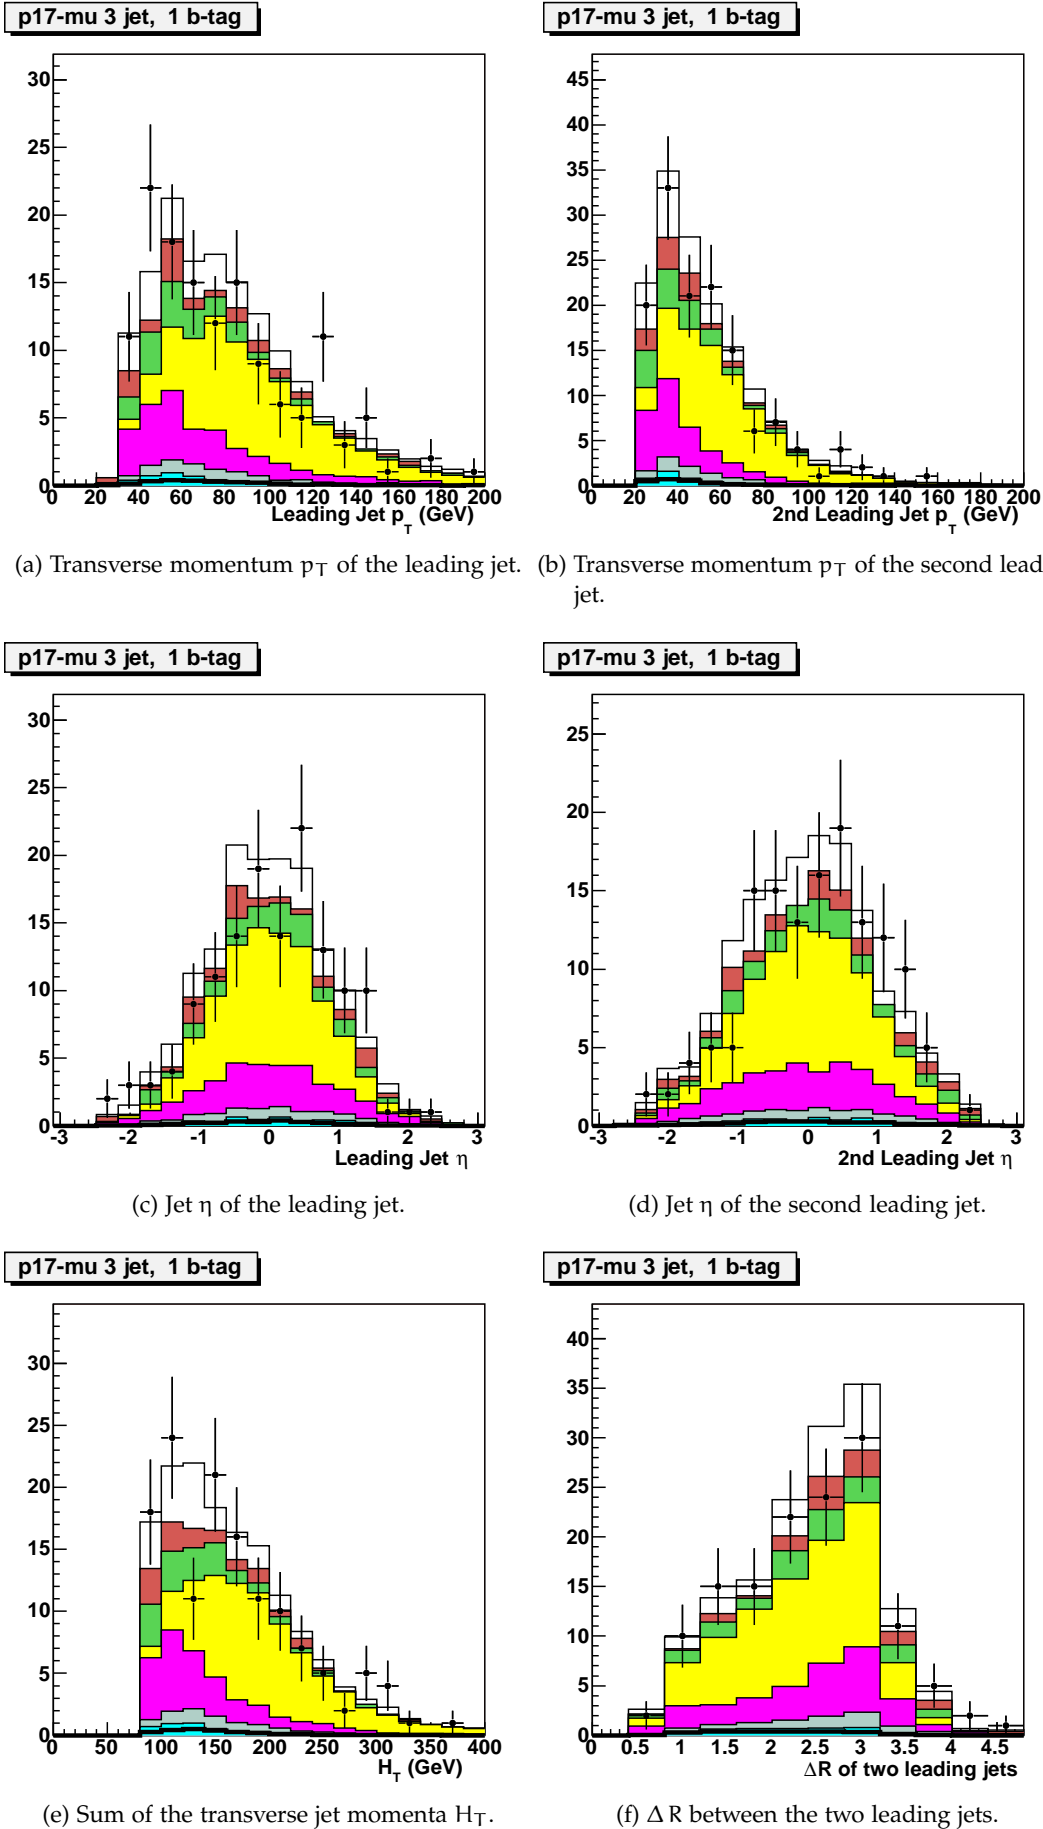 p17-mu 3 jet, 1 b-tag
p17-mu 3 jet, 1 b-tag
30
25
20
15
10
5
0
0 20 40 60 80 100 120 140 160 180 200
Leading Jet pT (GeV)
45
40
35
30
25
20
15
10
5
0
0 20 40 60 80 100 120 140 160 180 200
2nd Leading Jet pT (GeV)
(a) Transverse momentum pT of the leading jet.
(b) Transverse momentum pT of the second lead
jet.
p17-mu 3 jet, 1 b-tag
p17-mu 3 jet, 1 b-tag
30
25
20
15
10
5
0
-3 -2 -1 0 1 2 3
Leading Jet η
25
20
15
10
5
0
-3 -2 -1 0 1 2 3
2nd Leading Jet η
(c) Jet η of the leading jet.
(d) Jet η of the second leading jet.
p17-mu 3 jet, 1 b-tag
p17-mu 3 jet, 1 b-tag
30
25
20
15
10
5
0
0 50 100 150 200 250 300 350 400
HT (GeV)
40
35
30
25
20
15
10
5
0
0 0.5 1 1.5 2 2.5 3 3.5 4 4.5
ΔR of two leading jets
(e) Sum of the transverse jet momenta HT.
(f) ΔR between the two leading jets.